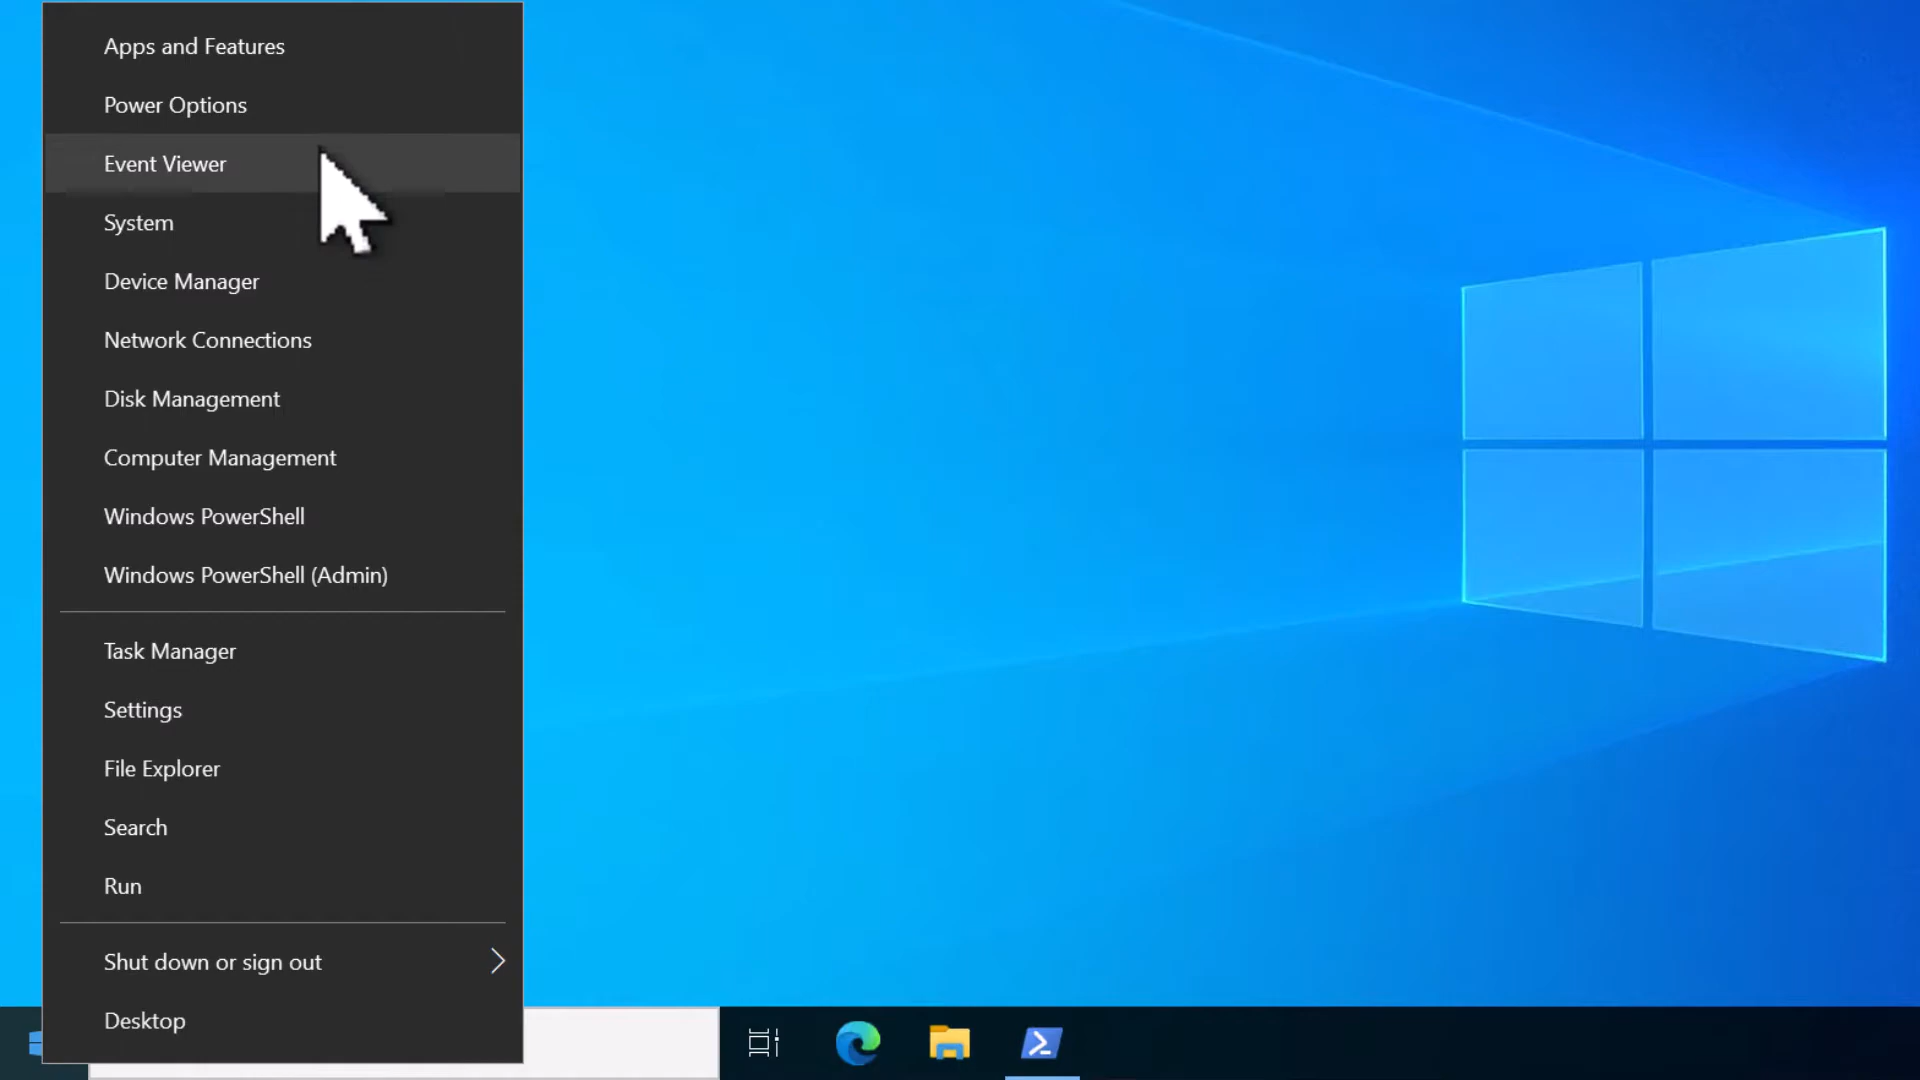 Apps and Features
Power Options
Event Viewer
System
Device Manager
Network Connections
Disk Management
Computer Management
Windows PowerShell
Windows PowerShell (Admin)
Task Manager
Settings
File Explorer
Search
Run
Shut down or sign out
Desktop